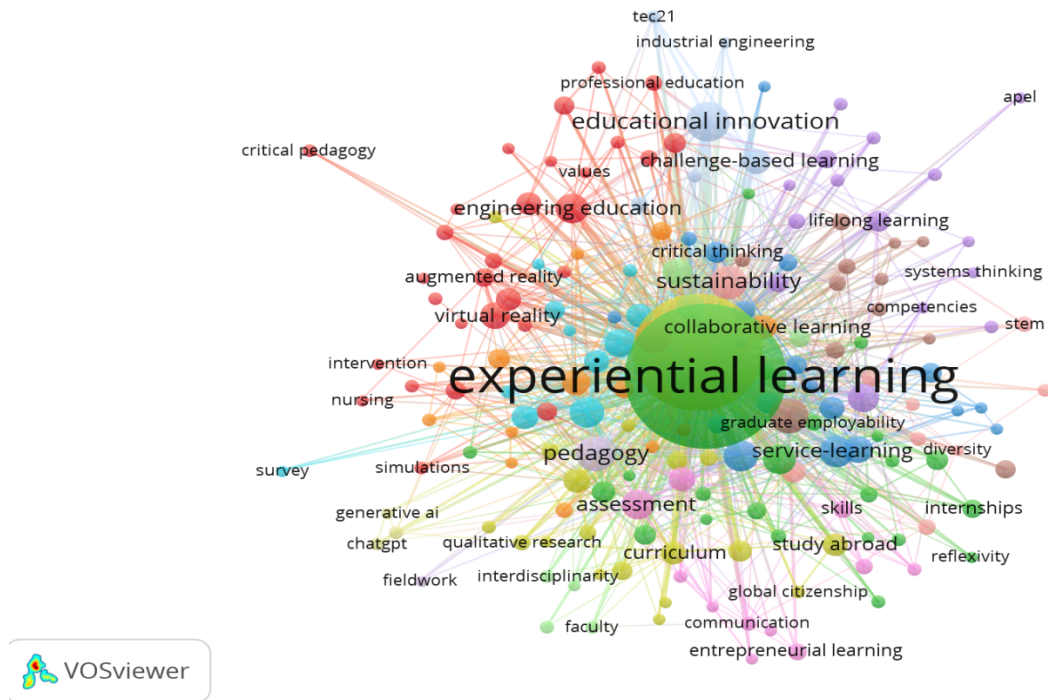 tec21
industrial engineering
professional education
apel
educational innovation
critical pedagogy
challenge-based learning
values
engineering education
lifelong learning
critical thinking
augmented reality
sustainability
systems thinking
competencies
virtual reality
collaborative learning
stem
intervention
experiential learning
nursing
graduate employability
pedagogy
service-learning
diversity
survey
simulations
assessment
skills
internships
generative ai
chatgpt
qualitative research
curriculum
study abroad
reflexivity
fieldwork
interdisciplinarity
global citizenship
faculty
communication
entrepreneurial learning
VOSviewer